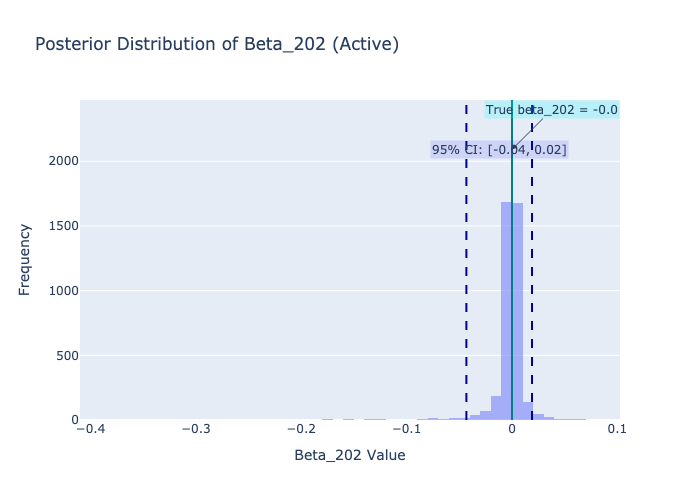 Posterior Distribution of Beta_202 (Active)
True beta_202 = -0.0
95% CI: [-0.04, 0.02]
2000
1500
1000
500
0
Frequency
−0.4
−0.3
−0.2
−0.1
0
0.1
Beta_202 Value